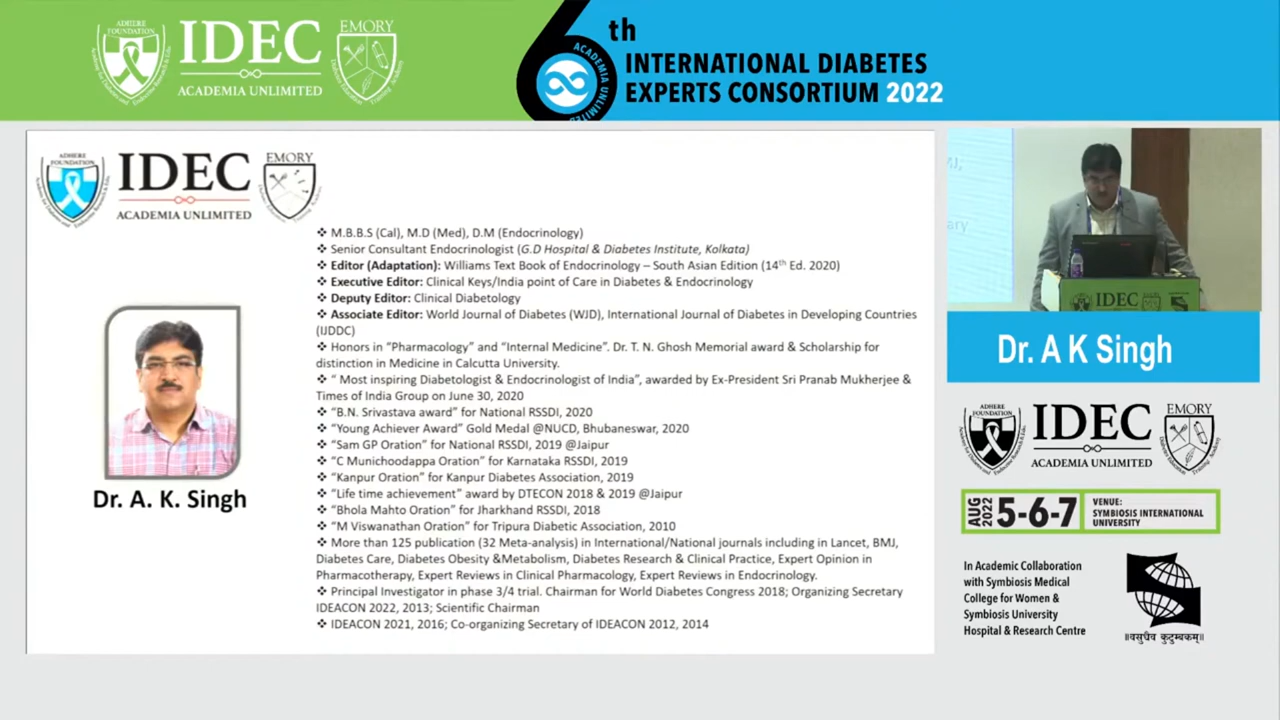 ADHERE
FOUNDATION
IDEC
ACADEMIA UNLIMITED
EMORY
6th
ACADEMIA UNLIMITED
INTERNATIONAL DIABETES
EXPERTS CONSORTIUM 2022
ADHERE
FOUNDATION
IDEC
ACADEMIA UNLIMITED
EMORY
❖ M.B.B.S (Cal), M.D (Med), D.M (Endocrinology)
❖ Senior Consultant Endocrinologist (G.D Hospital & Diabetes Institute, Kolkata)
❖ Editor (Adaptation): Williams Text Book of Endocrinology – South Asian Edition (14th Ed. 2020)
❖ Executive Editor: Clinical Keys/India point of Care in Diabetes & Endocrinology
❖ Deputy Editor: Clinical Diabetology
❖ Associate Editor: World Journal of Diabetes (WJD), International Journal of Diabetes in Developing Countries
(IJDDC)
❖ Honors in “Pharmacology” and “Internal Medicine”. Dr. T. N. Ghosh Memorial award & Scholarship for
distinction in Medicine in Calcutta University.
❖ “ Most inspiring Diabetologist & Endocrinologist of India”, awarded by Ex-President Sri Pranab Mukherjee &
Times of India Group on June 30, 2020
❖ “B.N. Srivastava award” for National RSSDI, 2020
❖ “Young Achiever Award” Gold Medal @NUCD, Bhubaneswar, 2020
❖ “Sam GP Oration” for National RSSDI, 2019 @Jaipur
❖ “C Munichoodappa Oration” for Karnataka RSSDI, 2019
❖ “Kanpur Oration” for Kanpur Diabetes Association, 2019
❖ “Life time achievement” award by DTECON 2018 & 2019 @Jaipur
❖ “Bhola Mahto Oration” for Jharkhand RSSDI, 2018
❖ “M Viswanathan Oration” for Tripura Diabetic Association, 2010
❖ More than 125 publication (32 Meta-analysis) in International/National journals including in Lancet, BMJ,
Diabetes Care, Diabetes Obesity &Metabolism, Diabetes Research & Clinical Practice, Expert Opinion in
Pharmacotherapy, Expert Reviews in Clinical Pharmacology, Expert Reviews in Endocrinology.
❖ Principal Investigator in phase 3/4 trial. Chairman for World Diabetes Congress 2018; Organizing Secretary
IDEACON 2022, 2013; Scientific Chairman
❖ IDEACON 2021, 2016; Co-organizing Secretary of IDEACON 2012, 2014
Dr. A. K. Singh
IDEC
Dr. A K Singh
ADHERE
FOUNDATION
IDEC
ACADEMIA UNLIMITED
EMORY
AUG
2022
5-6-7
VENUE:
SYMBIOSIS INTERNATIONAL
UNIVERSITY
In Academic Collaboration
with Symbiosis Medical
College for Women &
Symbiosis University
Hospital & Research Centre
॥वसुधैव कुटुम्बकम्॥